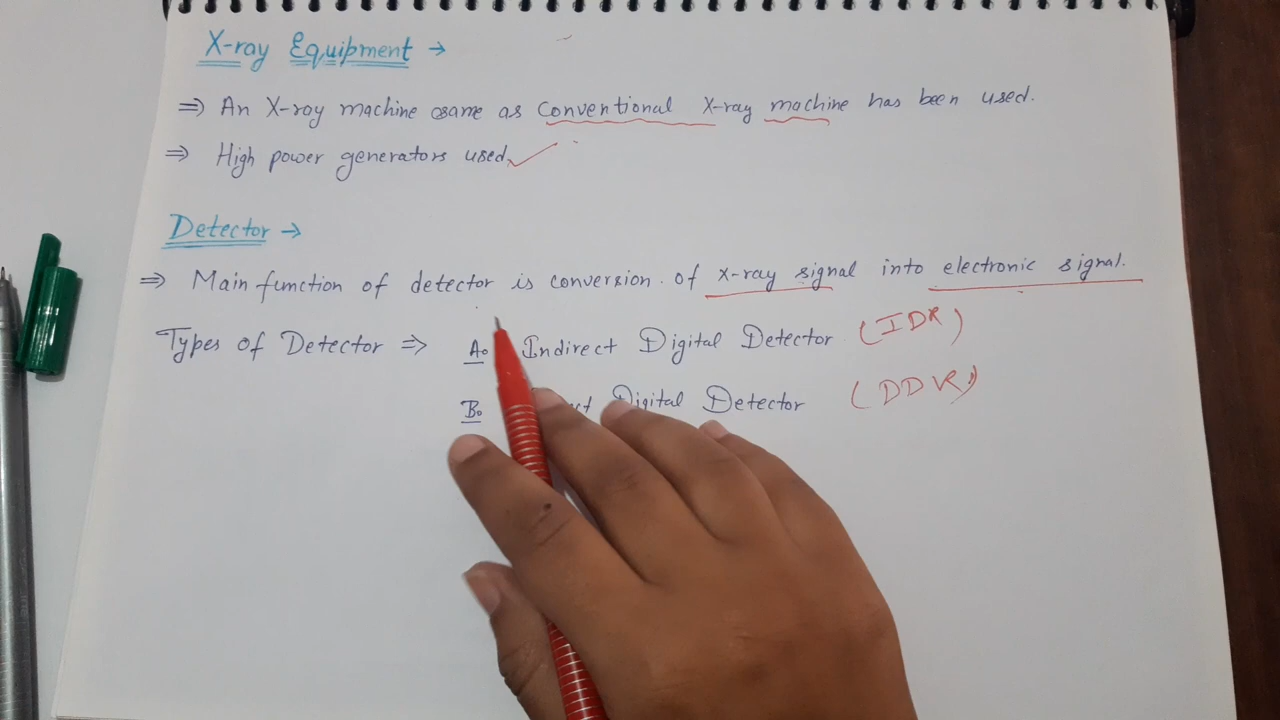 X-ray Equipment →
⇒ An X-ray machine same as conventional X-ray machine has been used.
⇒ High power generators used
Detector →
⇒ Main function of detector is conversion of X-ray signal into electronic signal.
Types of Detector ⇒ A. Indirect Digital Detector (IDR)
B. Digital Detector (DDR)